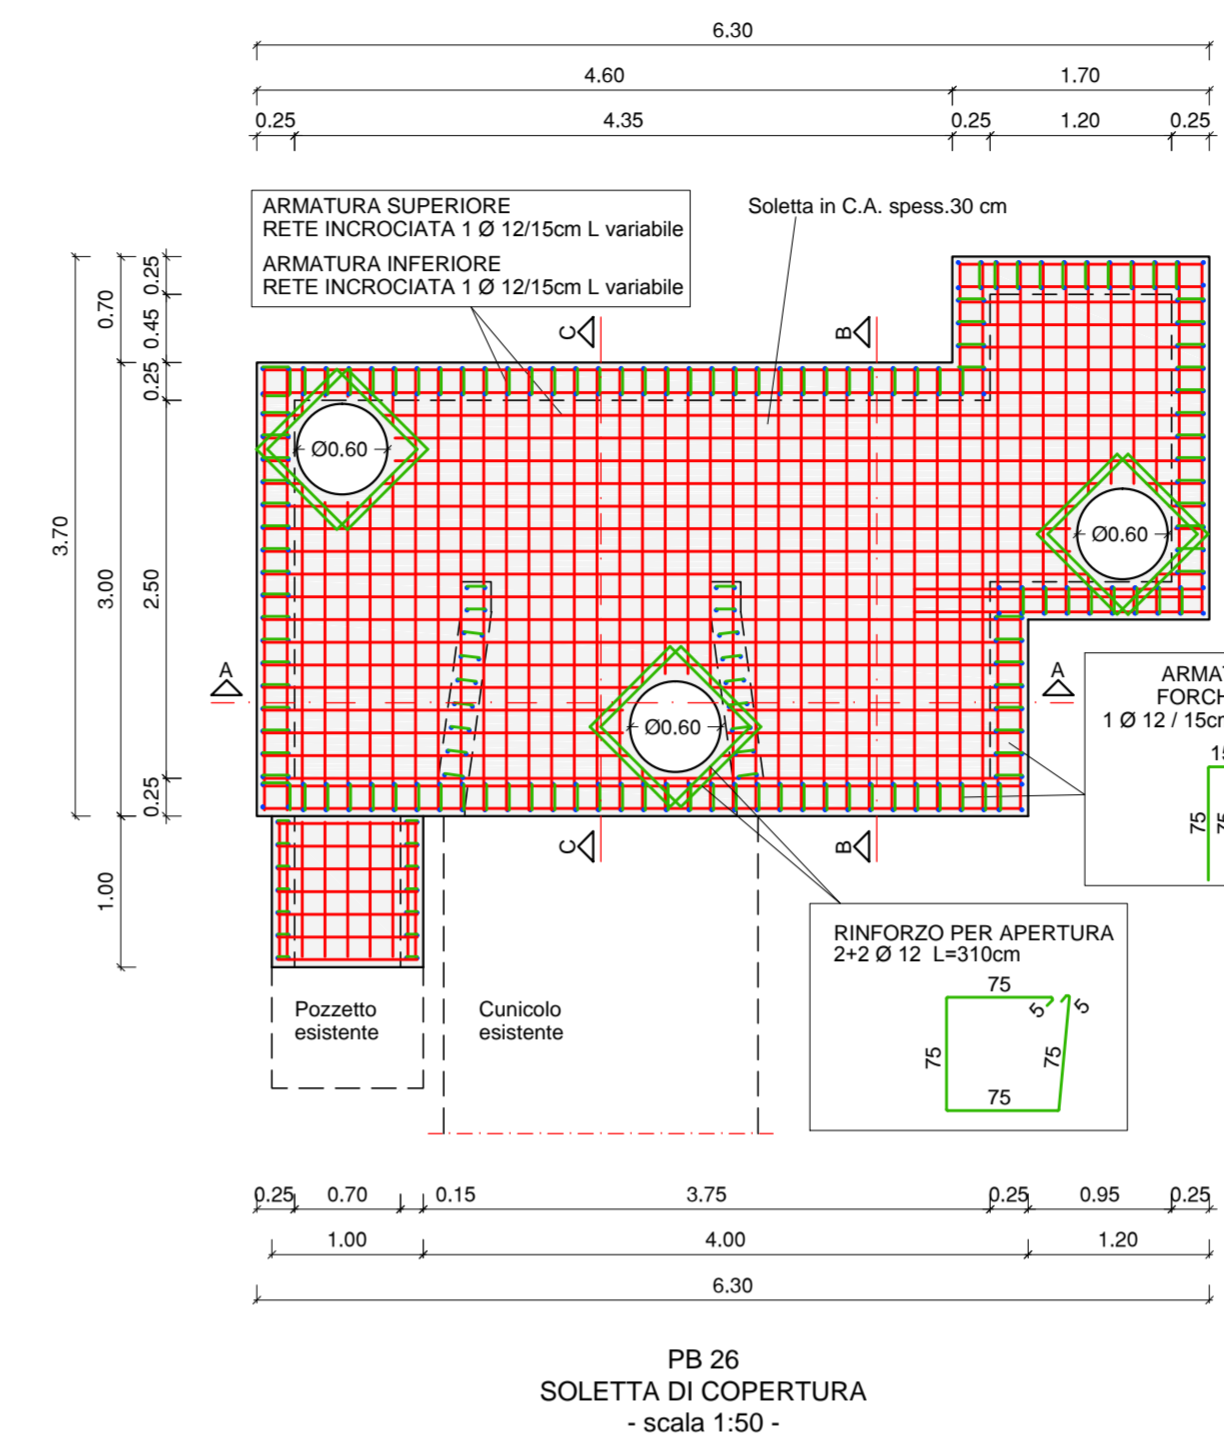 6.30
4.60
1.70
0.25
4.35
0.25
1.20
0.25
ARMATURA SUPERIORE
RETE INCROCIATA 1 Ø 12/15cm L variabile
ARMATURA INFERIORE
RETE INCROCIATA 1 Ø 12/15cm L variabile
Soletta in C.A. spess.30 cm
3.70
0.70
3.00
1.00
0.25
0.45
0.25
2.50
0.25
C
B
Ø0.60
Ø0.60
Ø0.60
A
A
C
B
1 Ø 12 / 15cm
75
RINFORZO PER APERTURA
2+2 Ø 12 L=310cm
75
5
5
75
75
75
Pozzetto
esistente
Cunicolo
esistente
0.25
0.70
0.15
3.75
0.25
0.95
0.25
1.00
4.00
1.20
6.30
PB 26
SOLETTA DI COPERTURA
- scala 1:50 -